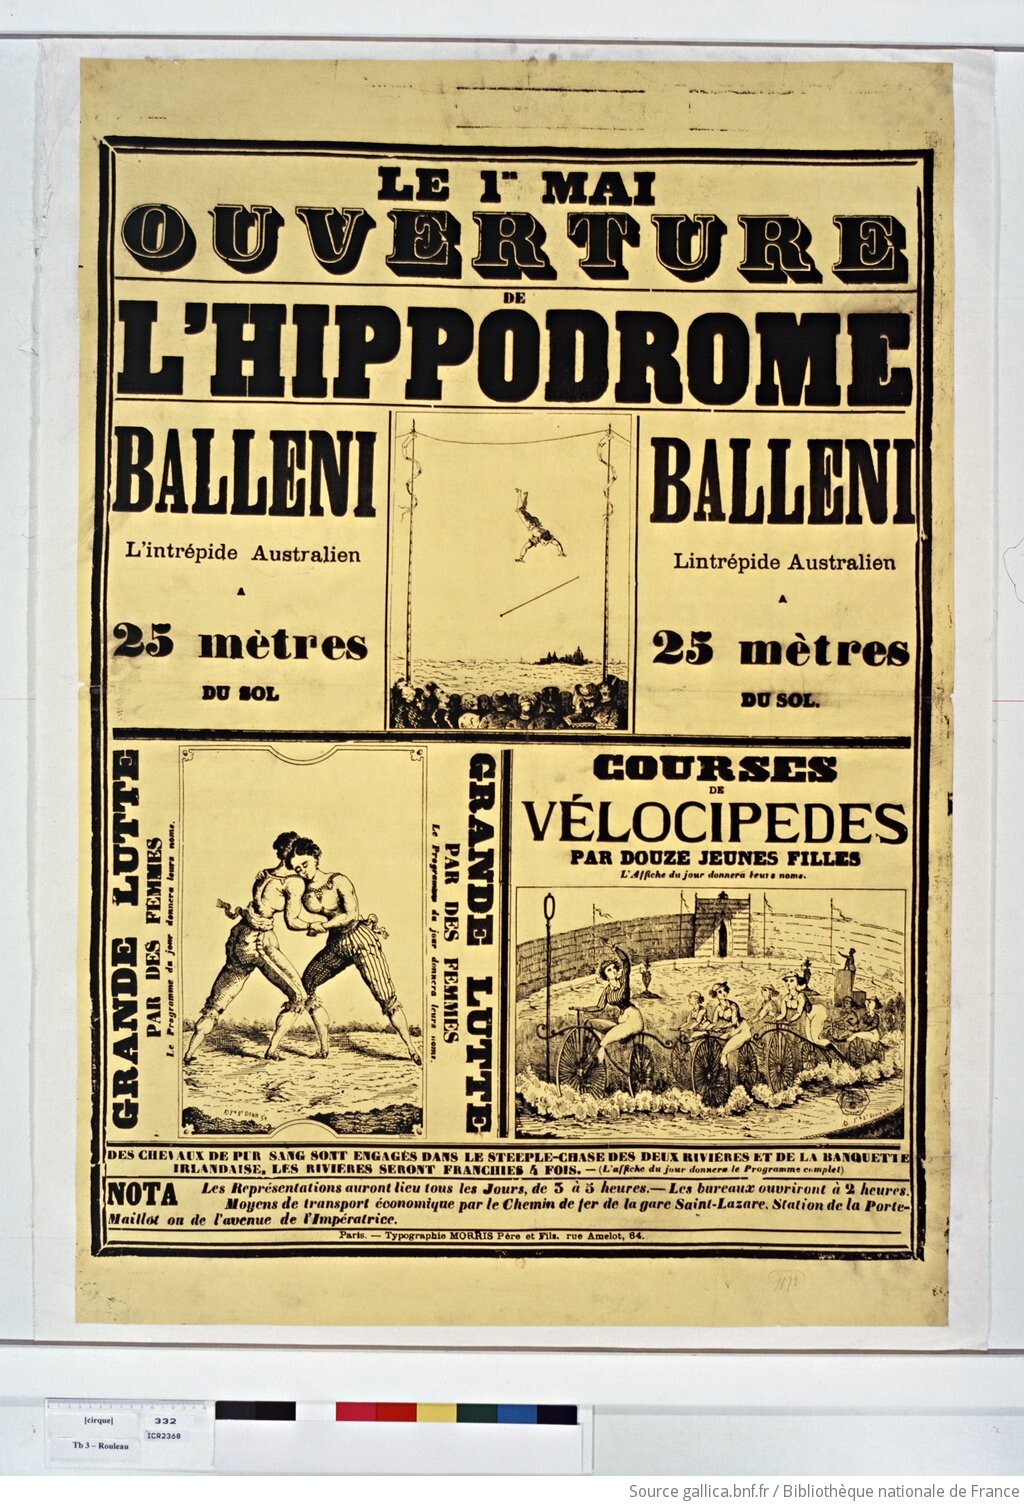 LE 1er MAI
OUVERTURE
DE
L'HIPPODROME
BALLENI
L'intrépide Australien
A
25 mètres
DU SOL
BALLENI
Lintrépide Australien
A
25 mètres
DU SOL.
GRANDE LUTTE
PAR DES FEMMES
Le Programme du jour donnera leurs noms.
GRANDE LUTTE
PAR DES FEMMES
Le Programme du jour donnera leurs noms.
COURSES
DE
VÉLOCIPEDES
PAR DOUZE JEUNES FILLES
L'Affiche du jour donnera leurs noms.
DES CHEVAUX DE PUR SANG SONT ENGAGÉS DANS LE STEEPLE-CHASE DES DEUX RIVIÈRES ET DE LA BANQUETTE
IRLANDAISE, LES RIVIÈRES SERONT FRANCHIES 4 FOIS. — (L'affiche du jour donnera le Programme complet)
NOTA Les Représentations auront lieu tous les Jours, de 3 à 5 heures. — Les bureaux ouvriront à 2 heures.
Moyens de transport économique par le Chemin de fer de la gare Saint-Lazare. Station de la Porte-
Maillot ou de l'avenue de l'Impératrice.
Paris. — Typographie MORRIS Père et Fils, rue Amelot, 64.
[cirque] 332
ICR2368
Tb 3 – Rouleau
Source gallica.bnf.fr / Bibliothèque nationale de France